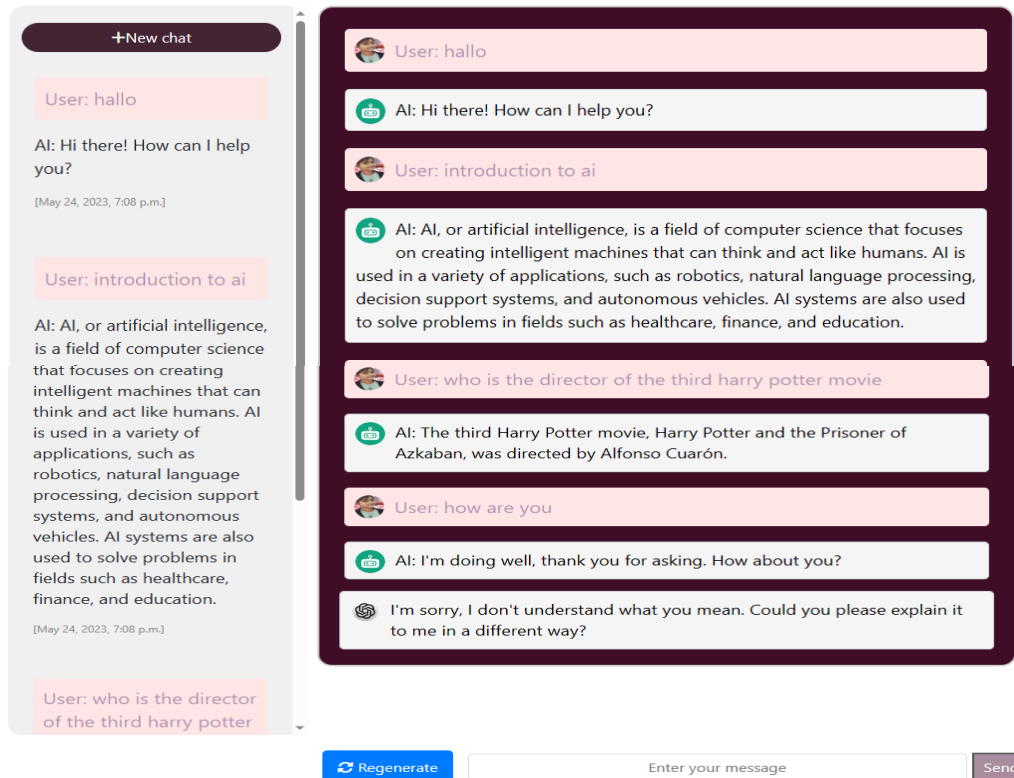 +New chat
User: hallo
AI: Hi there! How can I help
you?
[May 24, 2023, 7:08 p.m.]
User: introduction to ai
AI: AI, or artificial intelligence,
is a field of computer science
that focuses on creating
intelligent machines that can
think and act like humans. AI
is used in a variety of
applications, such as
robotics, natural language
processing, decision support
systems, and autonomous
vehicles. AI systems are also
used to solve problems in
fields such as healthcare,
finance, and education.
[May 24, 2023, 7:08 p.m.]
User: who is the director
of the third harry potter
User: hallo
AI: Hi there! How can I help you?
User: introduction to ai
AI: AI, or artificial intelligence, is a field of computer science that focuses
on creating intelligent machines that can think and act like humans. AI is
used in a variety of applications, such as robotics, natural language processing,
decision support systems, and autonomous vehicles. AI systems are also used
to solve problems in fields such as healthcare, finance, and education.
User: who is the director of the third harry potter movie
AI: The third Harry Potter movie, Harry Potter and the Prisoner of
Azkaban, was directed by Alfonso Cuarón.
User: how are you
AI: I'm doing well, thank you for asking. How about you?
I'm sorry, I don't understand what you mean. Could you please explain it
to me in a different way?
Regenerate
Enter your message
Send